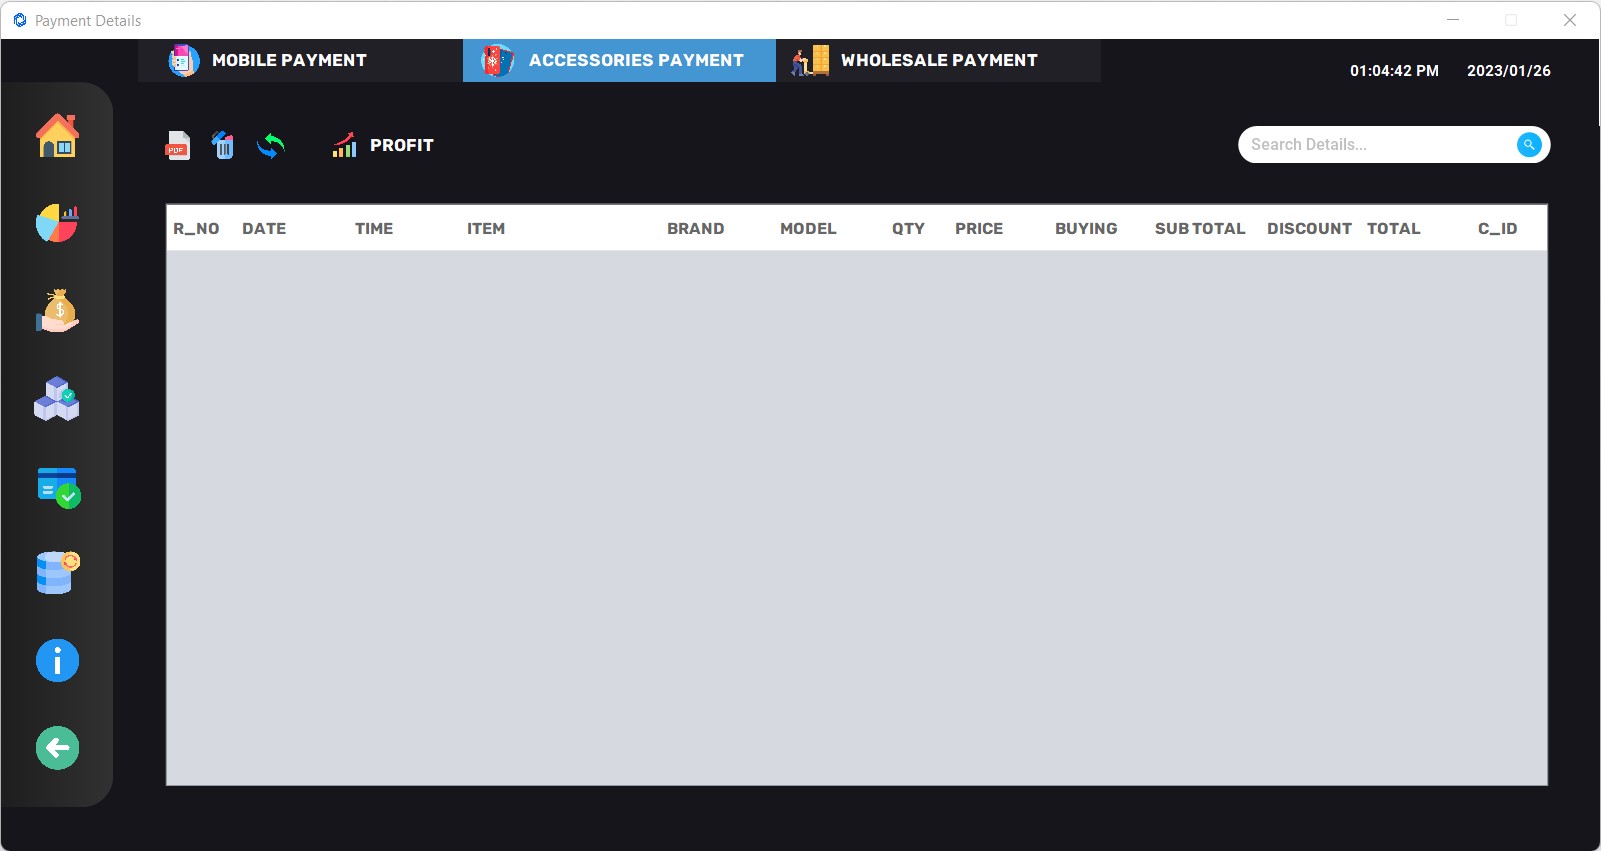 Payment Details
MOBILE PAYMENT
ACCESSORIES PAYMENT
WHOLESALE PAYMENT
01:04:42 PM
2023/01/26
PDF
PROFIT
Search Details...
R_NO DATE TIME ITEM BRAND MODEL QTY PRICE BUYING SUB TOTAL DISCOUNT TOTAL C_ID
$
i